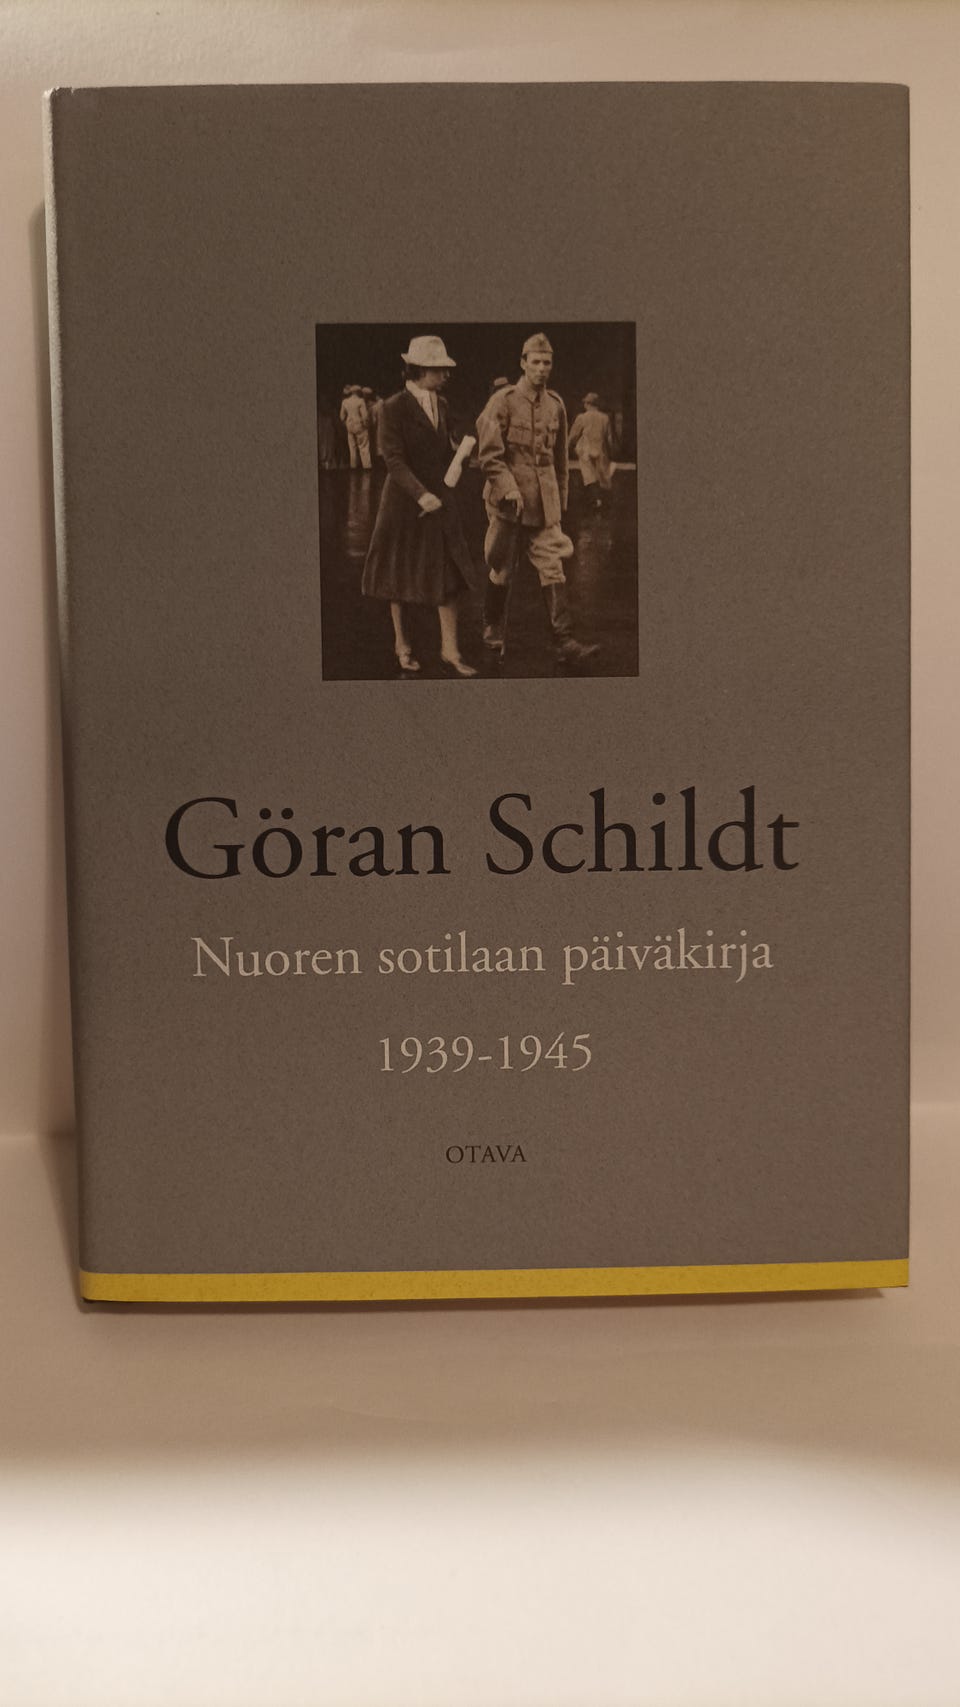 Göran Schildt
Nuoren sotilaan päiväkirja
1939-1945
OTAVA